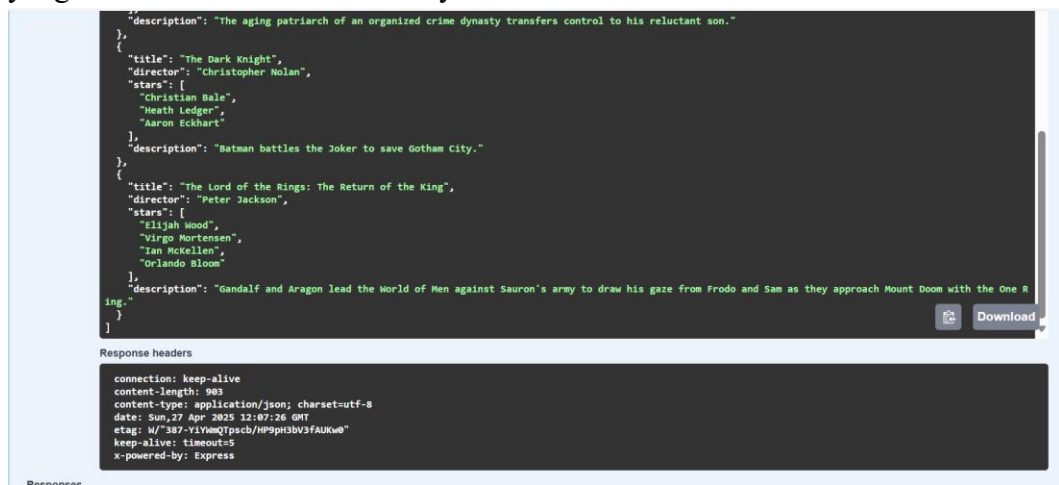 "description": "The aging patriarch of an organized crime dynasty transfers control to his reluctant son."
},
{
"title": "The Dark Knight",
"director": "Christopher Nolan",
"stars": [
"Christian Bale",
"Heath Ledger",
"Aaron Eckhart"
],
"description": "Batman battles the Joker to save Gotham City."
},
{
"title": "The Lord of the Rings: The Return of the King",
"director": "Peter Jackson",
"stars": [
"Elijah Wood",
"Virgo Mortensen",
"Ian McKellen",
"Orlando Bloom"
],
"description": "Gandalf and Aragon lead the World of Men against Sauron's army to draw his gaze from Frodo and Sam as they approach Mount Doom with the One R
ing."
}
]
Download
Response headers
connection: keep-alive
content-length: 903
content-type: application/json; charset=utf-8
date: Sun,27 Apr 2025 12:07:26 GMT
etag: W/"387-YiYWmQTpscb/HP9pH3bV3fAUKw0"
keep-alive: timeout=5
x-powered-by: Express
Responses